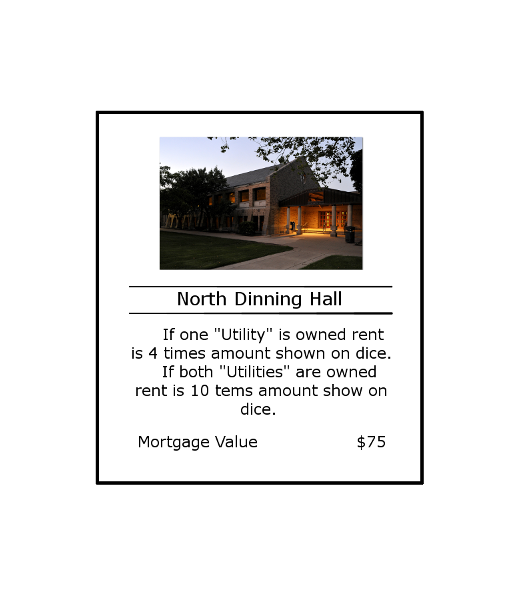 North Dinning Hall
If one "Utility" is owned rent
is 4 times amount shown on dice.
If both "Utilities" are owned
rent is 10 tems amount show on
dice.
Mortgage Value $75